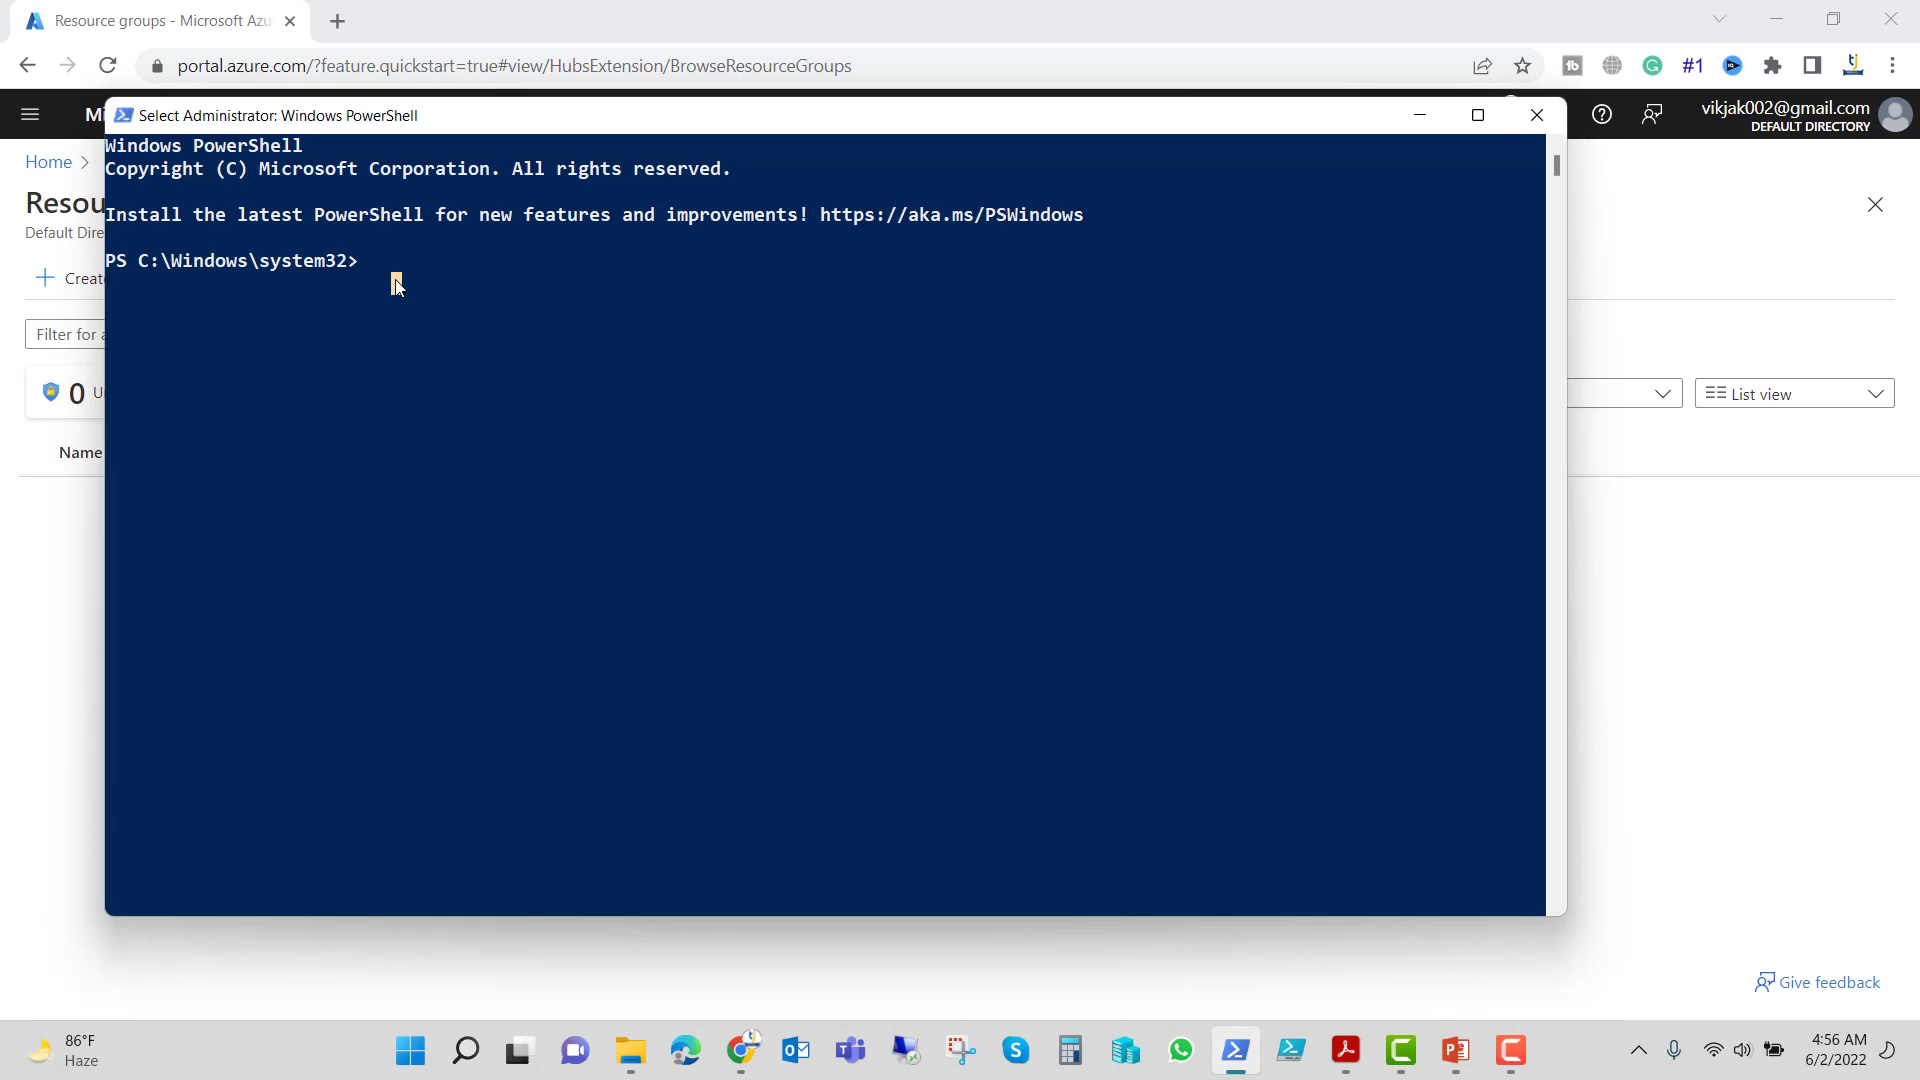 Resource groups - Microsoft Azu
portal.azure.com/?feature.quickstart=true#view/HubsExtension/BrowseResourceGroups
#1
Mi
vikjak002@gmail.com
DEFAULT DIRECTORY
Select Administrator: Windows PowerShell
Windows PowerShell
Copyright (C) Microsoft Corporation. All rights reserved.
Install the latest PowerShell for new features and improvements! https://aka.ms/PSWindows
PS C:\Windows\system32>
Home
Resou
Default Dire
Create
Filter for a
0 U
List view
Name
Give feedback
86°F
Haze
4:56 AM
6/2/2022